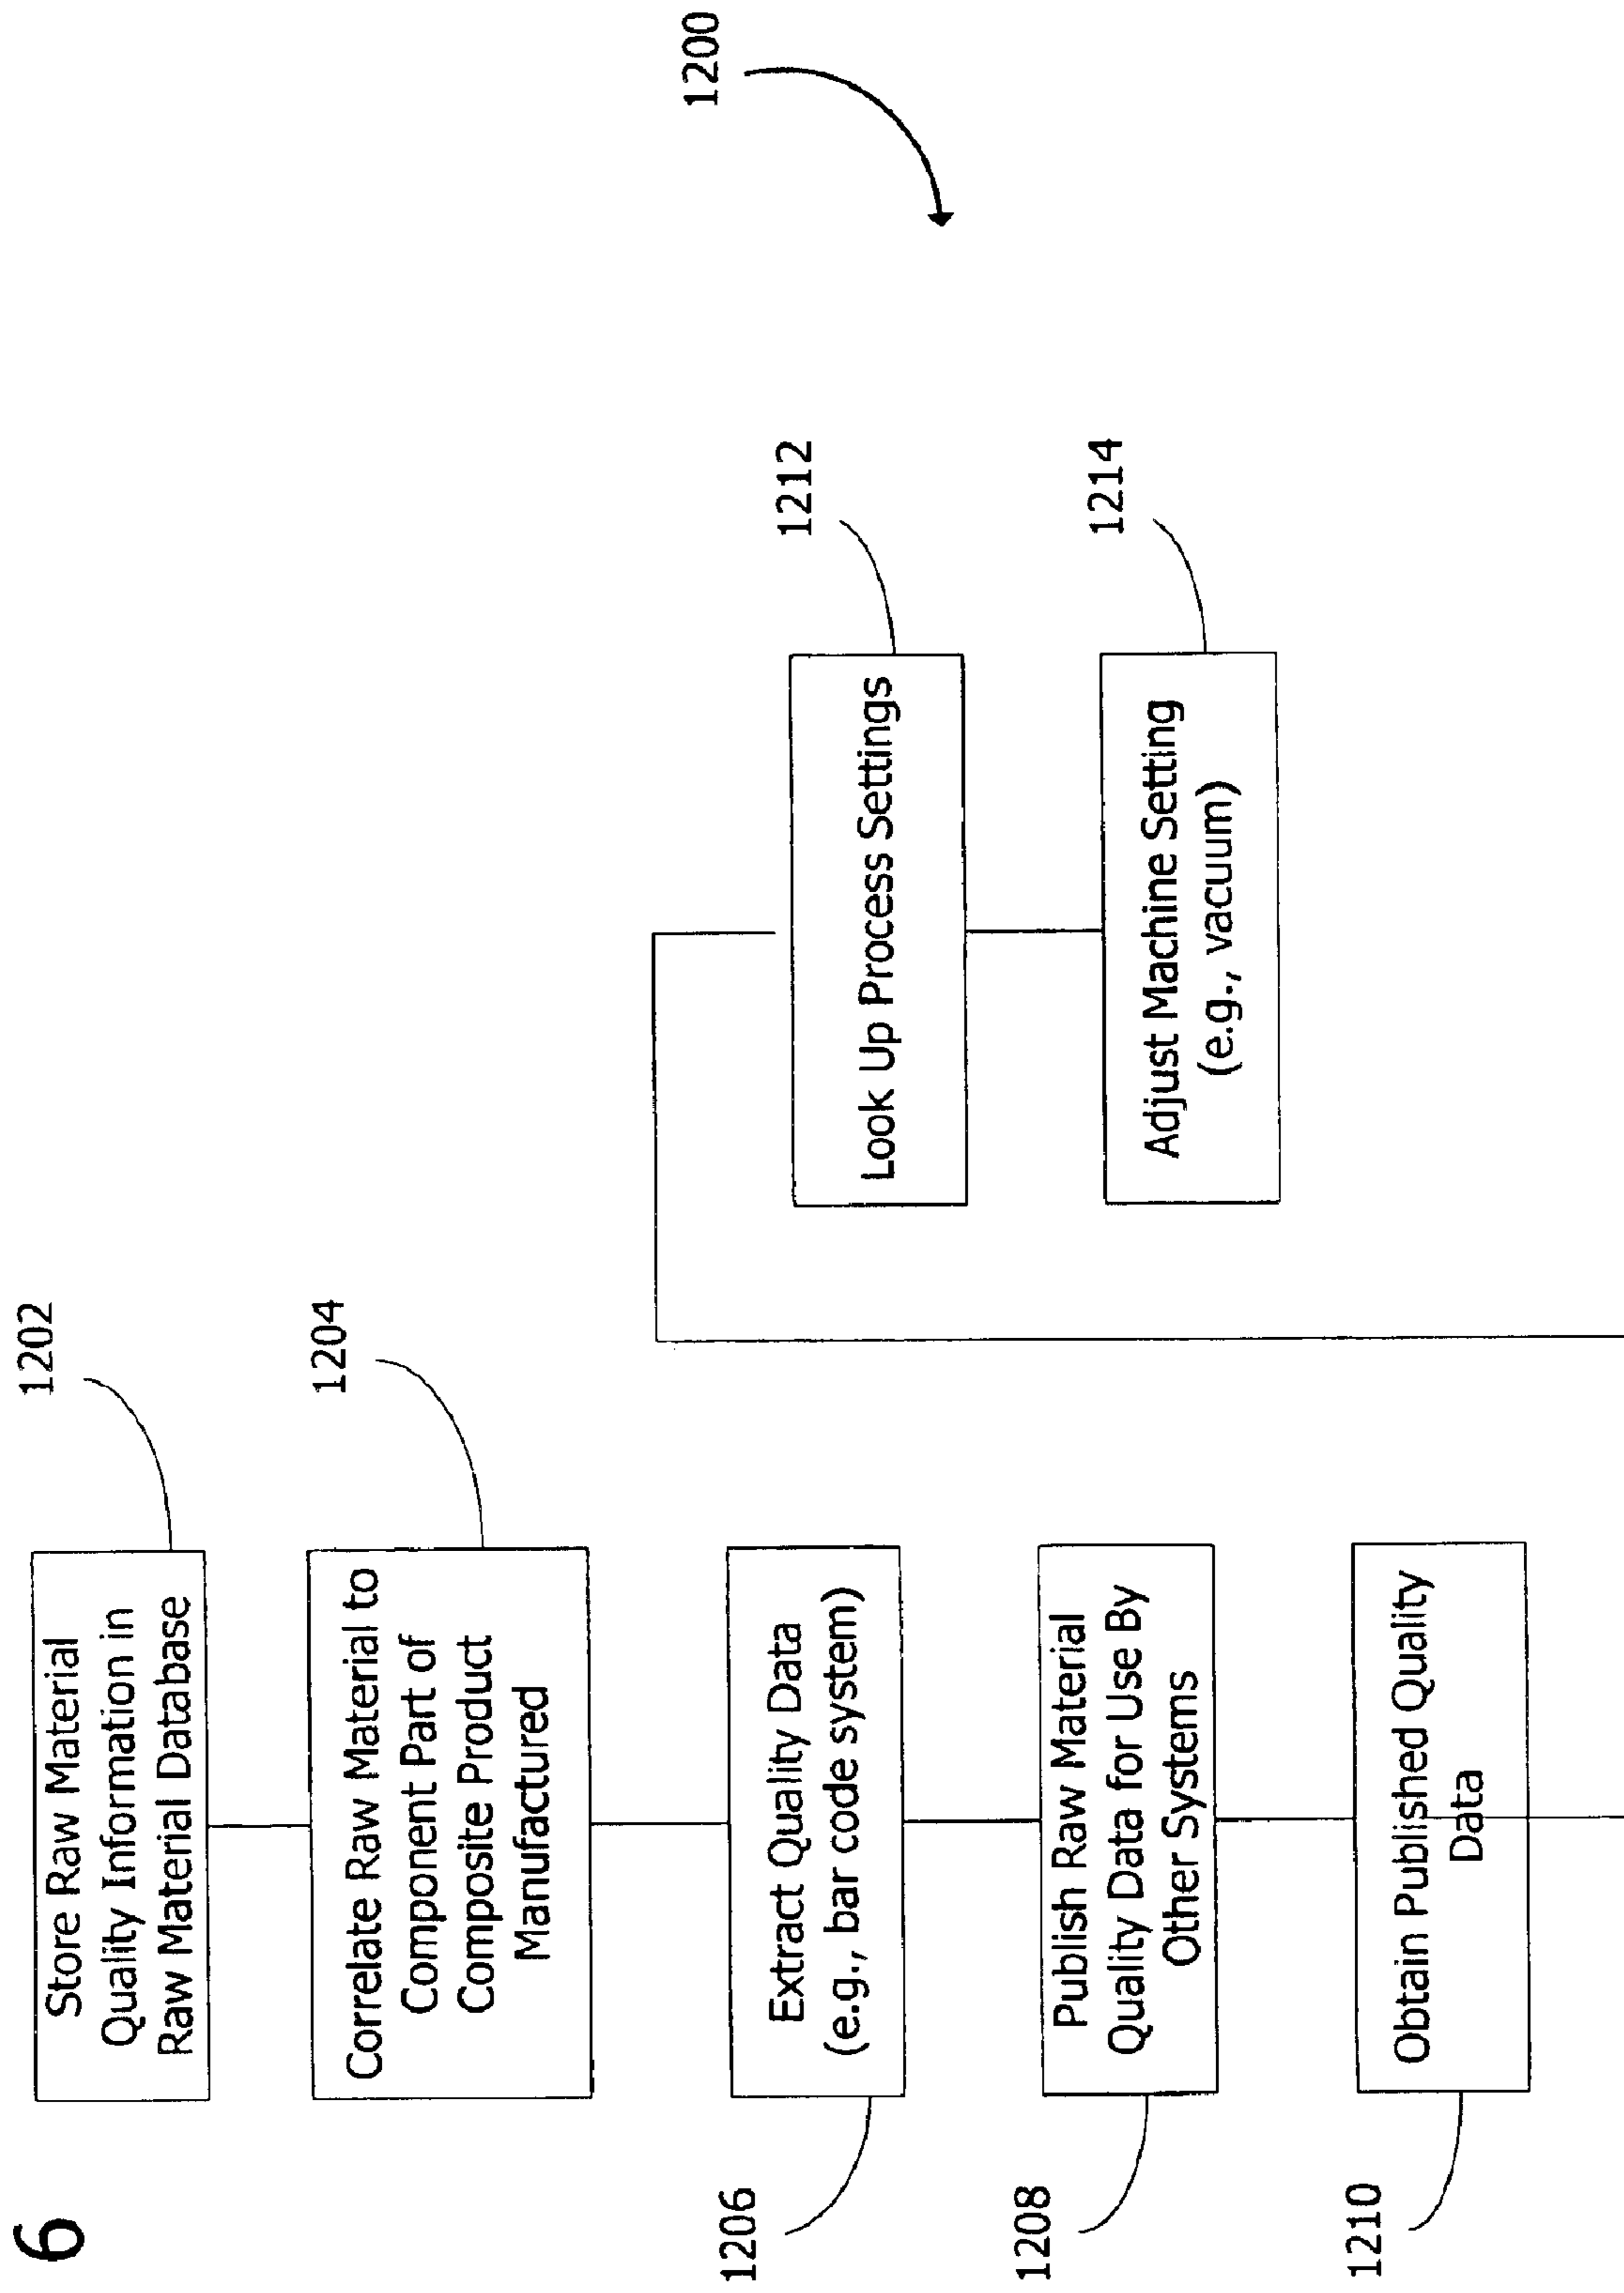 6
1200
1202
Store Raw Material
Quality Information in
Raw Material Database
1204
Correlate Raw Material to
Component Part of
Composite Product
Manufactured
1206
Extract Quality Data
(e.g., bar code system)
1208
Publish Raw Material
Quality Data for Use By
Other Systems
1210
Obtain Published Quality
Data
1212
Look Up Process Settings
1214
Adjust Machine Setting
(e.g., vacuum)